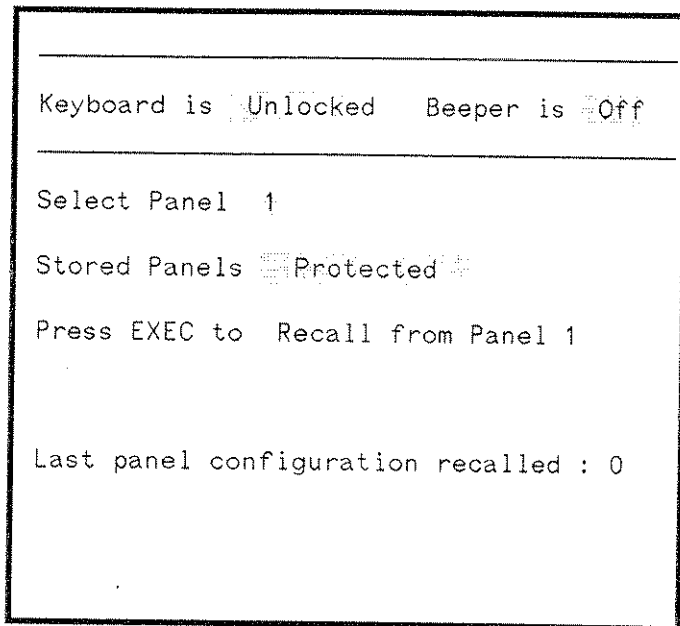 Keyboard is Unlocked Beeper is Off
Select Panel 1
Stored Panels Protected
Press EXEC to Recall from Panel 1
Last panel configuration recalled : 0